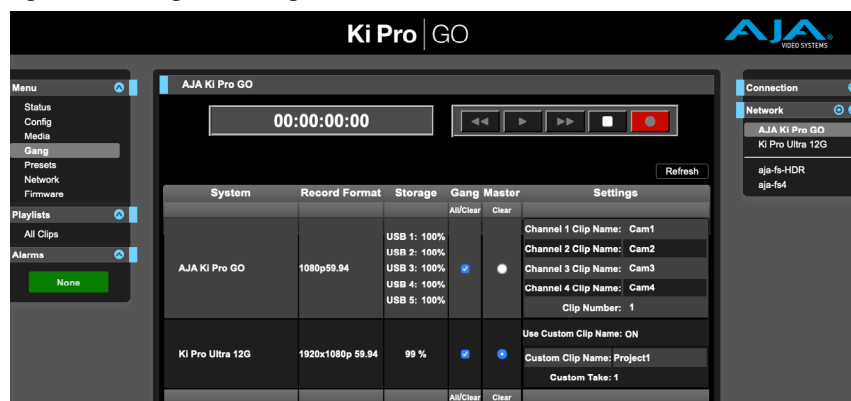 Ki Pro GO
AJA
VIDEO SYSTEMS
Menu
Status
Config
Media
Gang
Presets
Network
Firmware
Playlists
All Clips
Alarms
None
AJA Ki Pro GO
00:00:00:00
Refresh
System Record Format Storage Gang Master Settings
All/Clear Clear
AJA Ki Pro GO
1080p59.94
USB 1: 100%
USB 2: 100%
USB 3: 100%
USB 4: 100%
USB 5: 100%
Channel 1 Clip Name: Cam1
Channel 2 Clip Name: Cam2
Channel 3 Clip Name: Cam3
Channel 4 Clip Name: Cam4
Clip Number: 1
Ki Pro Ultra 12G
1920x1080p 59.94
99 %
Use Custom Clip Name: ON
Custom Clip Name: Project1
Custom Take: 1
All/Clear Clear
Connection
Network
AJA Ki Pro GO
Ki Pro Ultra 12G
aja-fs-HDR
aja-fs4